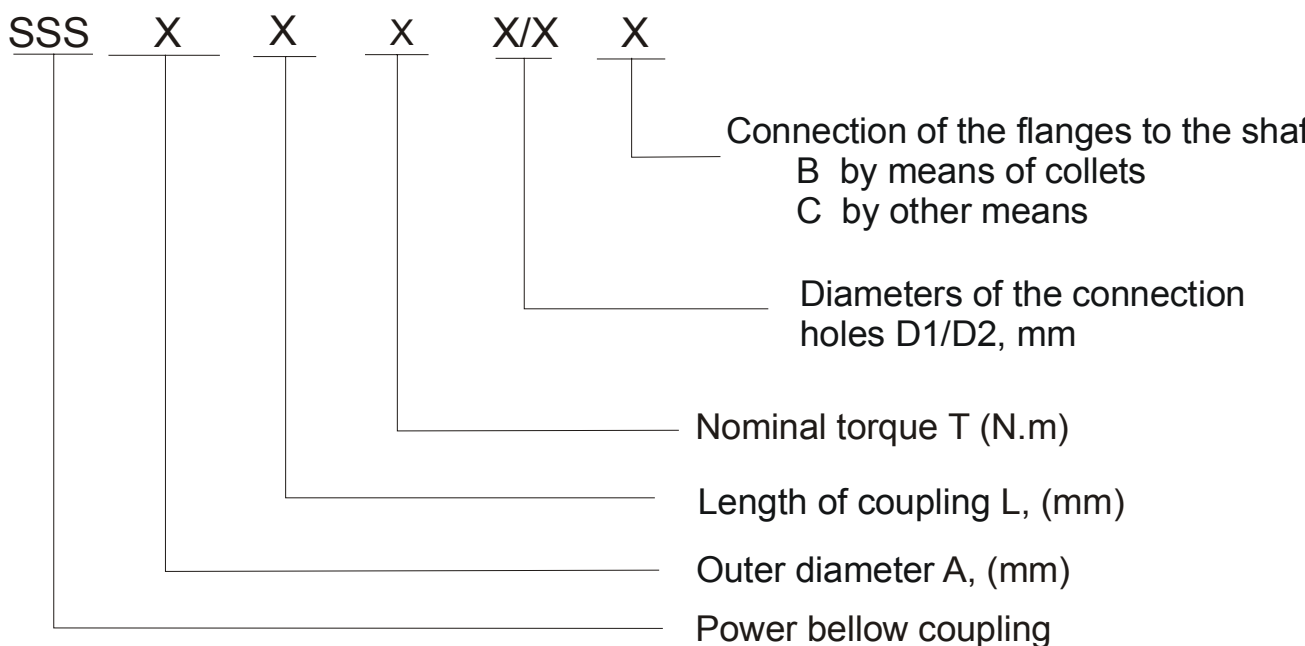 SSS X X X X/X X
Connection of the flanges to the shaf
B by means of collets
C by other means
Diameters of the connection
holes D1/D2, mm
Nominal torque T (N.m)
Length of coupling L, (mm)
Outer diameter A, (mm)
Power bellow coupling